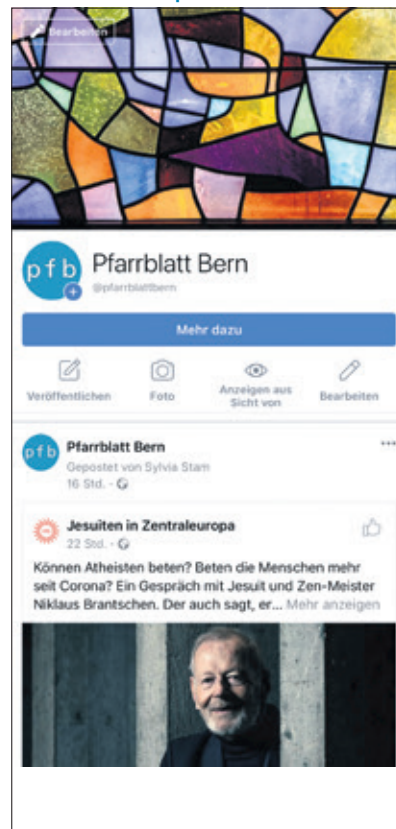 Bearbeiten
pfb
Pfarrblatt Bern
@pfarrblattbern
Mehr dazu
Veröffentlichen
Foto
Anzeigen aus
Sicht von
Bearbeiten
pfb
Pfarrblatt Bern
Gepostet von Sylvia Stam
16 Std. ·
Jesuiten in Zentraleuropa
22 Std. ·
Können Atheisten beten? Beten die Menschen mehr
seit Corona? Ein Gespräch mit Jesuit und Zen-Meister
Niklaus Brantschen. Der auch sagt, er... Mehr anzeigen